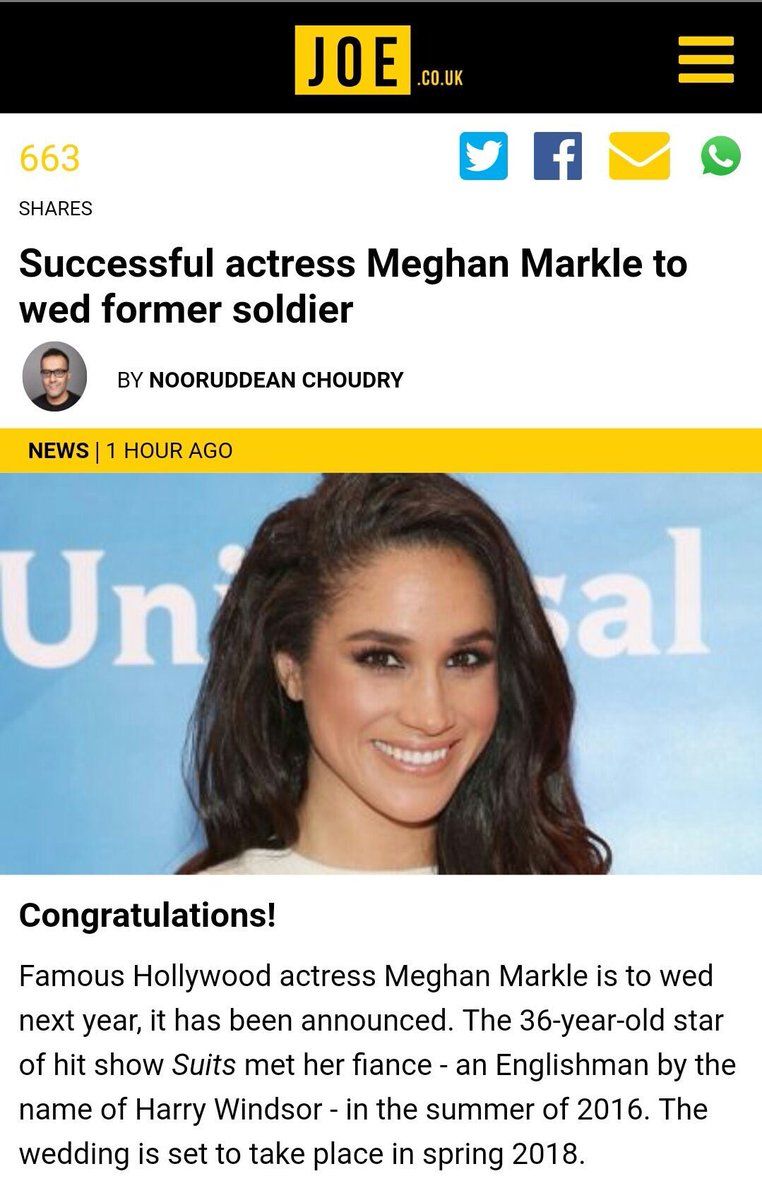 JOE.CO.UK
663
SHARES
Successful actress Meghan Markle to
wed former soldier
BY NOORUDDEAN CHOUDRY
NEWS | 1 HOUR AGO
Un sal
Congratulations!
Famous Hollywood actress Meghan Markle is to wed
next year, it has been announced. The 36-year-old star
of hit show Suits met her fiance - an Englishman by the
name of Harry Windsor - in the summer of 2016. The
wedding is set to take place in spring 2018.